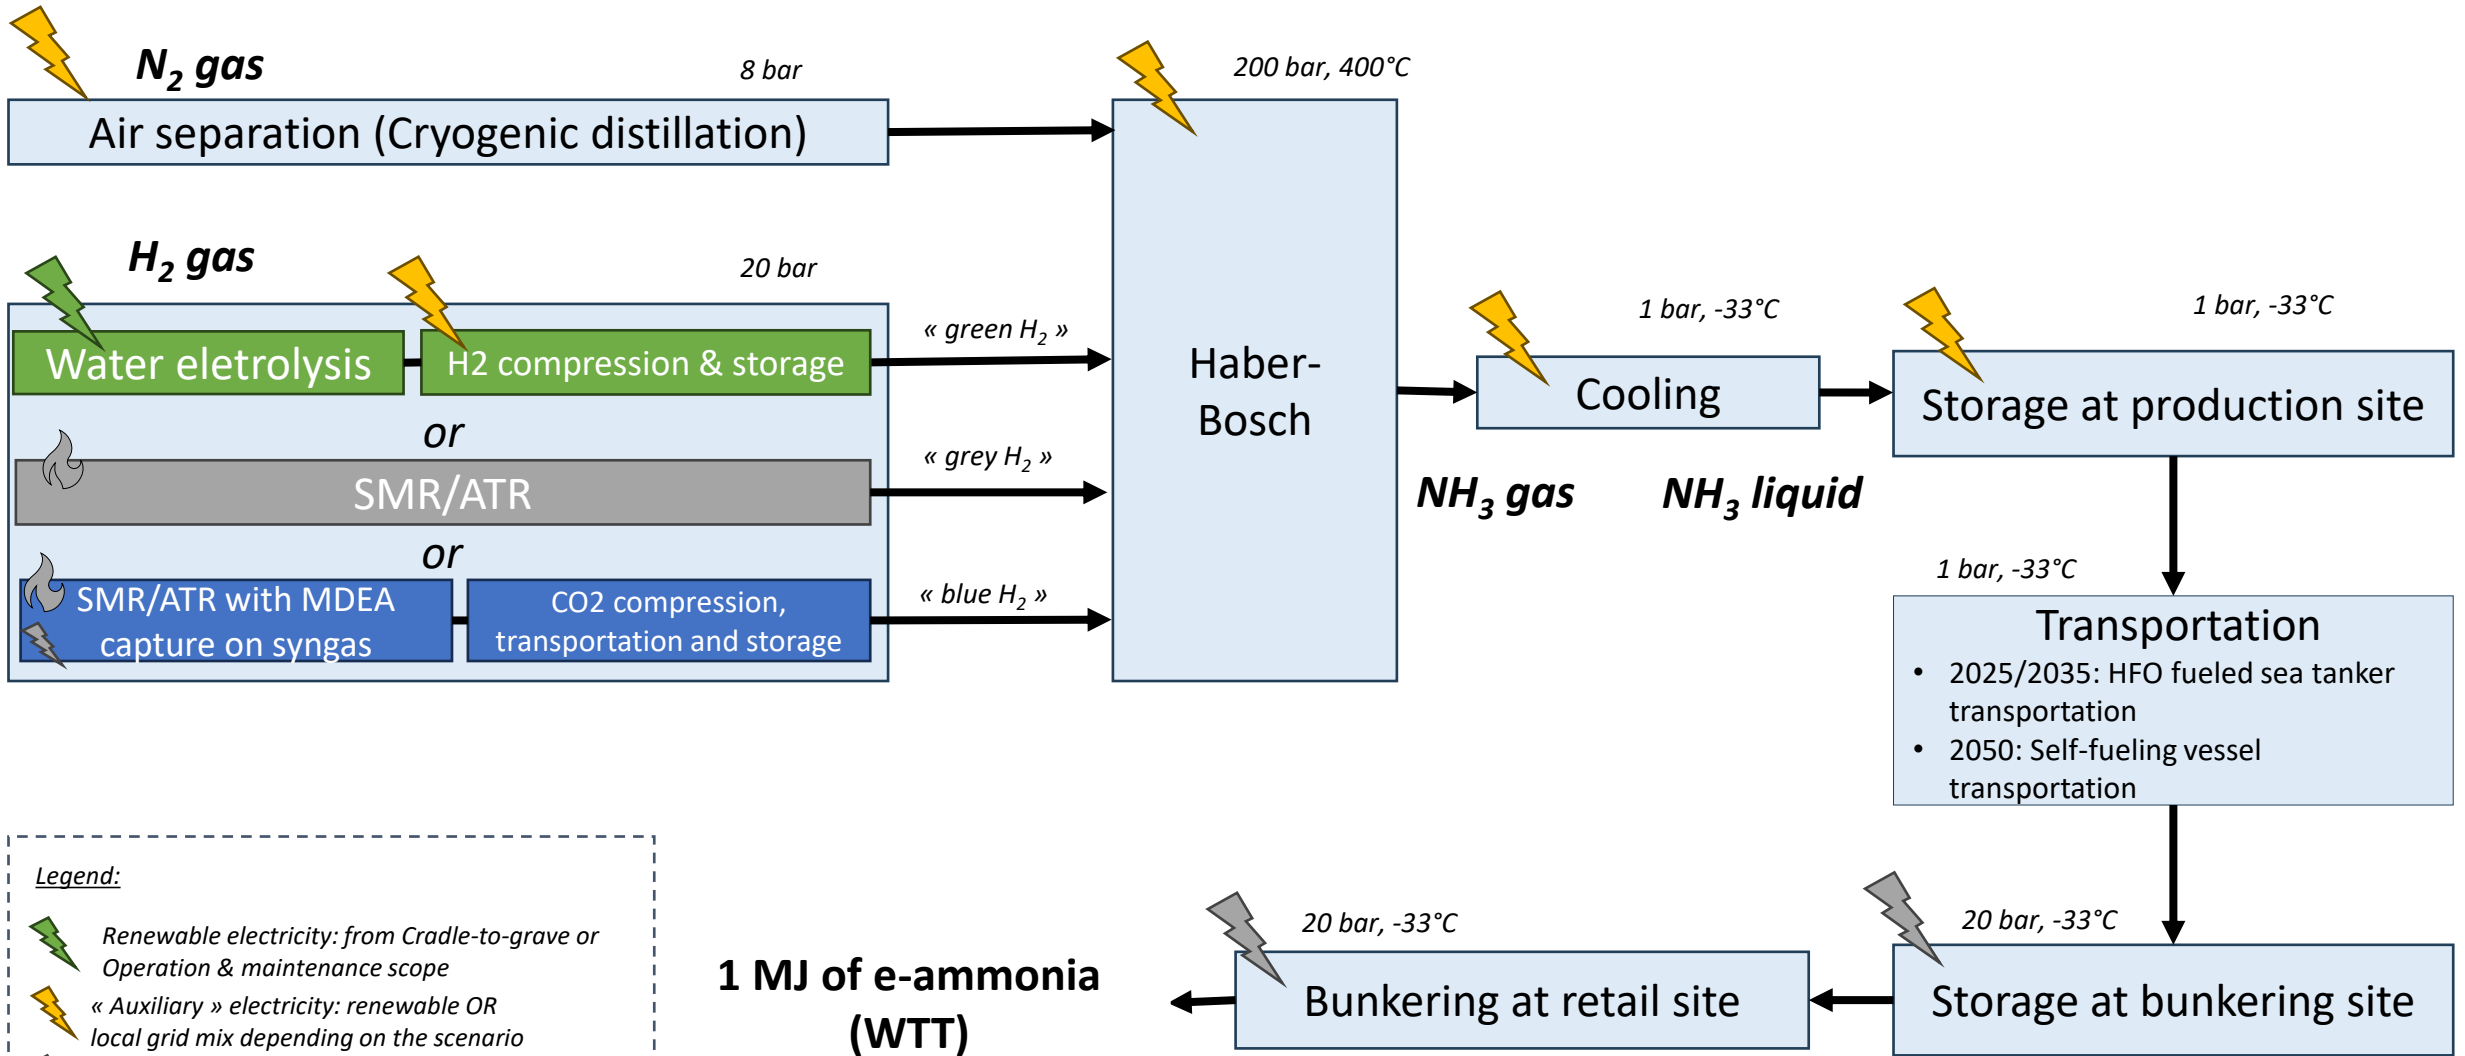 N2 gas
8 bar
200 bar, 400°C
Air separation (Cryogenic distillation)
H2 gas
20 bar
Water eletrolysis
H2 compression & storage
« green H2 »
or
SMR/ATR
« grey H2 »
or
SMR/ATR with MDEA
capture on syngas
CO2 compression,
transportation and storage
« blue H2 »
Haber-
Bosch
1 bar, -33°C
Cooling
NH3 gas
NH3 liquid
1 bar, -33°C
Storage at production site
1 bar, -33°C
Transportation
• 2025/2035: HFO fueled sea tanker
transportation
• 2050: Self-fueling vessel
transportation
20 bar, -33°C
Storage at bunkering site
20 bar, -33°C
Bunkering at retail site
1 MJ of e-ammonia
(WTT)
Legend:
Renewable electricity: from Cradle-to-grave or
Operation & maintenance scope
« Auxiliary » electricity: renewable OR
local grid mix depending on the scenario